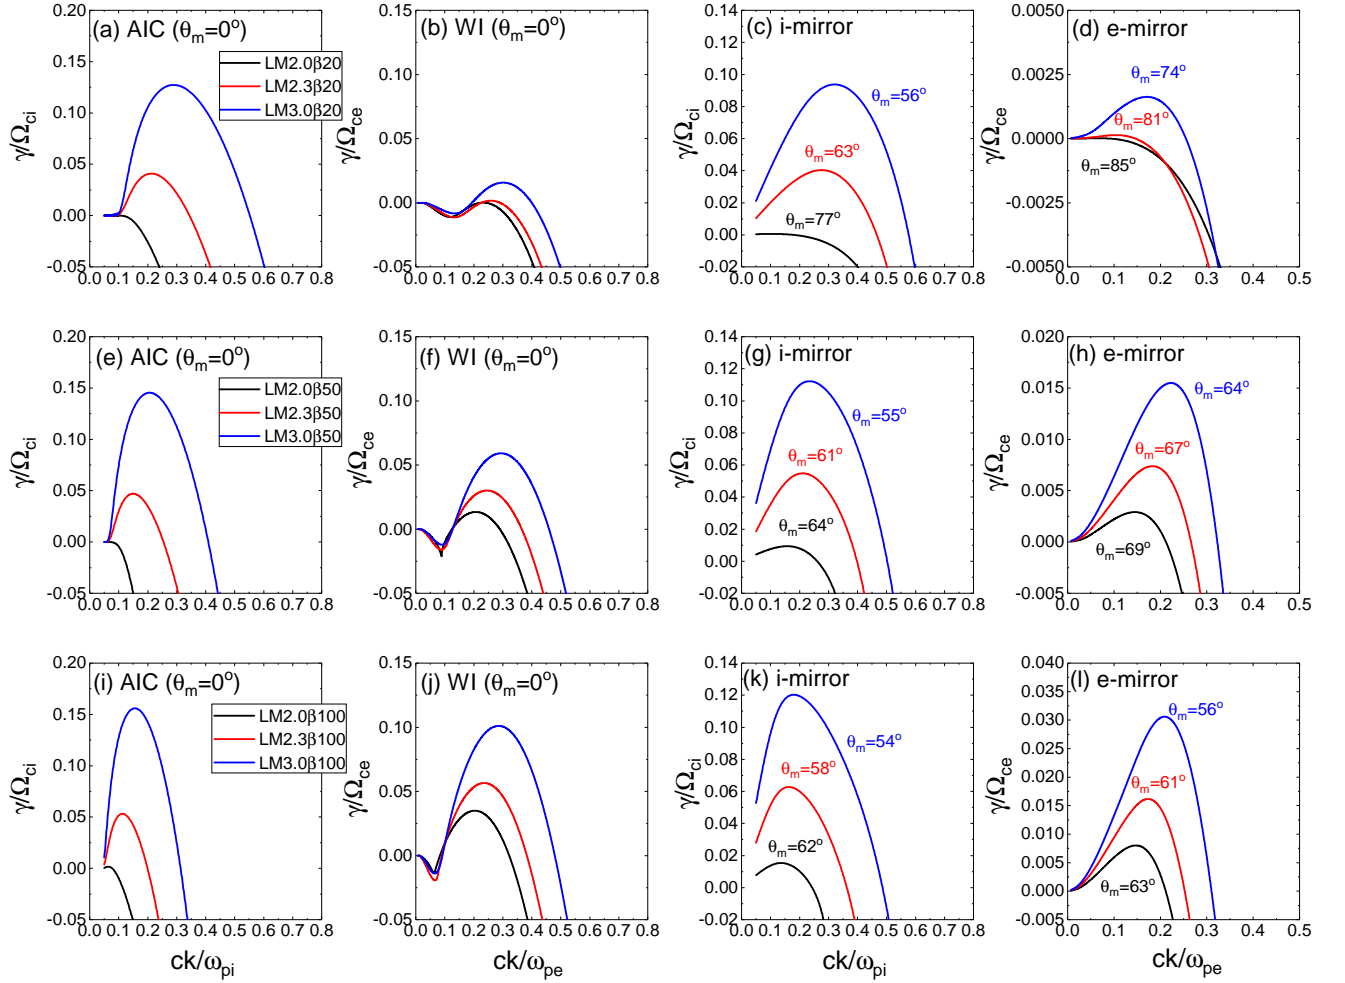 (a) AIC (θm=0°)
LM2.0β20
LM2.3β20
LM3.0β20
γ/Ωci
0.20
0.15
0.10
0.05
0.00
-0.05
0.0 0.1 0.2 0.3 0.4 0.5 0.6 0.7 0.8
(b) WI (θm=0°)
γ/Ωce
0.15
0.10
0.05
0.00
-0.05
0.0 0.1 0.2 0.3 0.4 0.5 0.6 0.7 0.8
(c) i-mirror
θm=56°
θm=63°
θm=77°
γ/Ωci
0.14
0.12
0.10
0.08
0.06
0.04
0.02
0.00
-0.02
0.0 0.1 0.2 0.3 0.4 0.5 0.6 0.7 0.8
(d) e-mirror
θm=74°
θm=81°
θm=85°
γ/Ωce
0.0050
0.0025
0.0000
-0.0025
-0.0050
0.0 0.1 0.2 0.3 0.4 0.5
(e) AIC (θm=0°)
LM2.0β50
LM2.3β50
LM3.0β50
γ/Ωci
0.20
0.15
0.10
0.05
0.00
-0.05
0.0 0.1 0.2 0.3 0.4 0.5 0.6 0.7 0.8
(f) WI (θm=0°)
γ/Ωce
0.15
0.10
0.05
0.00
-0.05
0.0 0.1 0.2 0.3 0.4 0.5 0.6 0.7 0.8
(g) i-mirror
θm=55°
θm=61°
θm=64°
γ/Ωci
0.14
0.12
0.10
0.08
0.06
0.04
0.02
0.00
-0.02
0.0 0.1 0.2 0.3 0.4 0.5 0.6 0.7 0.8
(h) e-mirror
θm=64°
θm=67°
θm=69°
γ/Ωce
0.020
0.015
0.010
0.005
0.000
-0.005
0.0 0.1 0.2 0.3 0.4 0.5
(i) AIC (θm=0°)
LM2.0β100
LM2.3β100
LM3.0β100
γ/Ωci
0.20
0.15
0.10
0.05
0.00
-0.05
0.0 0.1 0.2 0.3 0.4 0.5 0.6 0.7 0.8
ck/ωpi
(j) WI (θm=0°)
γ/Ωce
0.15
0.10
0.05
0.00
-0.05
0.0 0.1 0.2 0.3 0.4 0.5 0.6 0.7 0.8
ck/ωpe
(k) i-mirror
θm=54°
θm=58°
θm=62°
γ/Ωci
0.14
0.12
0.10
0.08
0.06
0.04
0.02
0.00
-0.02
0.0 0.1 0.2 0.3 0.4 0.5 0.6 0.7 0.8
ck/ωpi
(l) e-mirror
θm=56°
θm=61°
θm=63°
γ/Ωce
0.040
0.035
0.030
0.025
0.020
0.015
0.010
0.005
0.000
-0.005
0.0 0.1 0.2 0.3 0.4 0.5
ck/ωpe